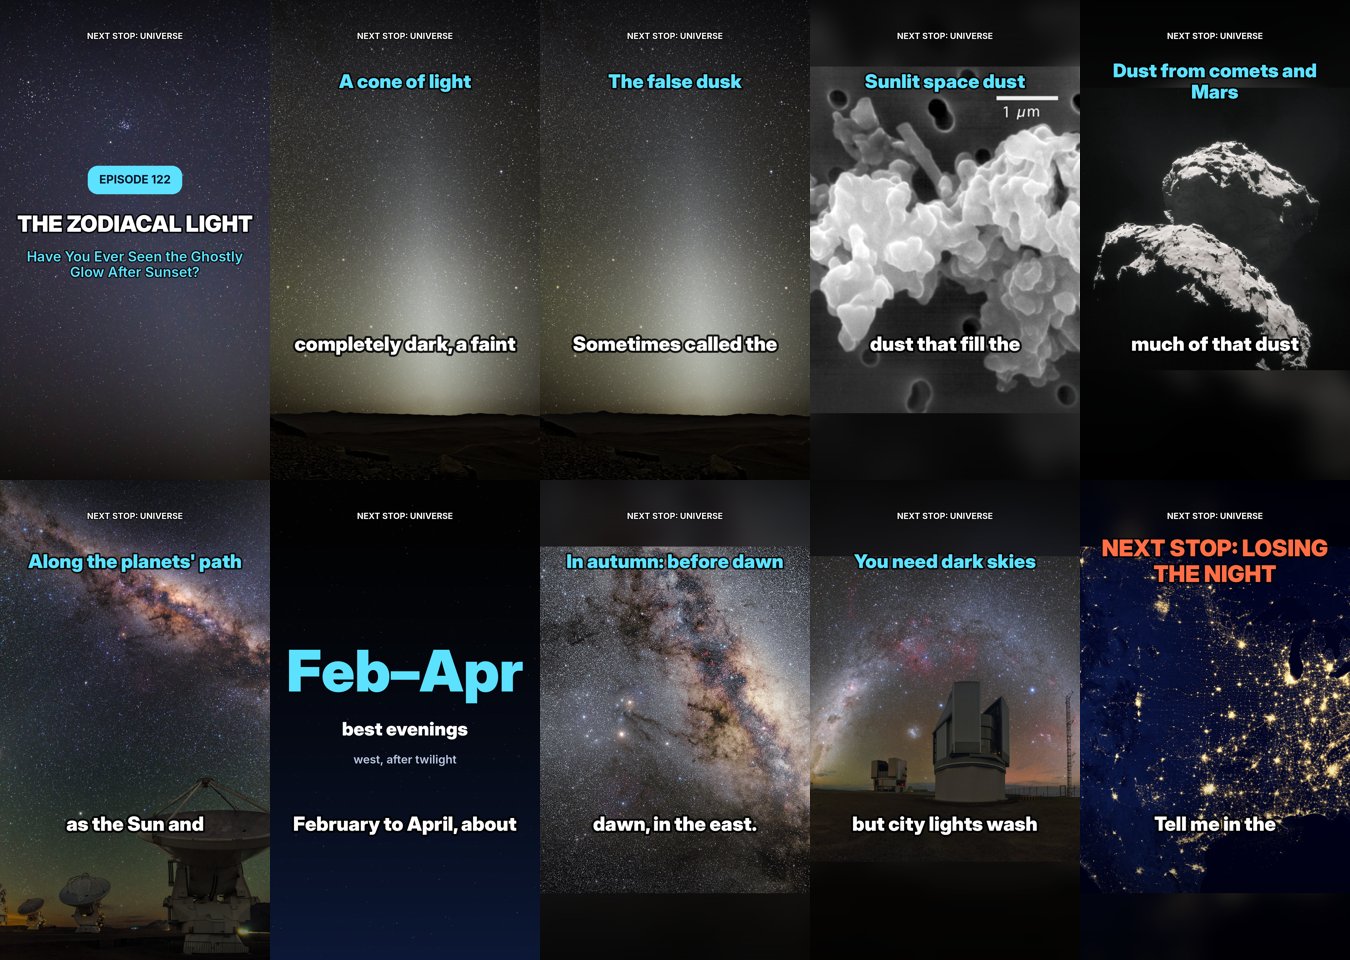 NEXT STOP: UNIVERSE
EPISODE 122
THE ZODIACAL LIGHT
Have You Ever Seen the Ghostly
Glow After Sunset?
NEXT STOP: UNIVERSE
A cone of light
completely dark, a faint
NEXT STOP: UNIVERSE
The false dusk
Sometimes called the
NEXT STOP: UNIVERSE
Sunlit space dust
1 μm
dust that fill the
NEXT STOP: UNIVERSE
Dust from comets and
Mars
much of that dust
NEXT STOP: UNIVERSE
Along the planets' path
as the Sun and
NEXT STOP: UNIVERSE
Feb–Apr
best evenings
west, after twilight
February to April, about
NEXT STOP: UNIVERSE
In autumn: before dawn
dawn, in the east.
NEXT STOP: UNIVERSE
You need dark skies
but city lights wash
NEXT STOP: UNIVERSE
NEXT STOP: LOSING
THE NIGHT
Tell me in the